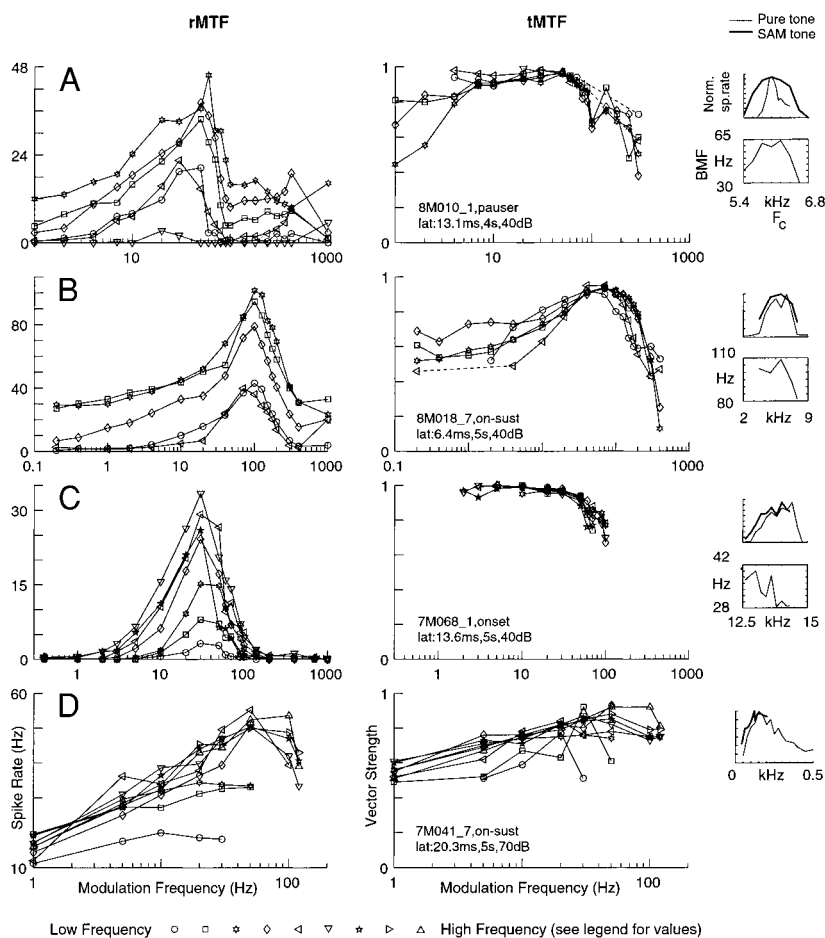 rMTF
tMTF
Pure tone
SAM tone
A
48
24
0
10
1000
1
0
10
1000
8M010_1,pauser
lat:13.1ms,4s,40dB
Norm.
sp.rate
BMF
65
Hz
30
5.4
kHz
6.8
Fc
B
80
40
0
0.1
1
10
100
1000
1
0
0.1
10
1000
8M018_7,on-sust
lat:6.4ms,5s,40dB
110
Hz
80
2
kHz
9
C
30
15
0
1
10
100
1000
1
0
1
10
100
1000
7M068_1,onset
lat:13.6ms,5s,40dB
42
Hz
28
12.5
kHz
15
D
60
10
Spike Rate (Hz)
1
10
100
Modulation Frequency (Hz)
1
0
Vector Strength
1
10
100
Modulation Frequency (Hz)
7M041_7,on-sust
lat:20.3ms,5s,70dB
0
kHz
0.5
Low Frequency
High Frequency (see legend for values)